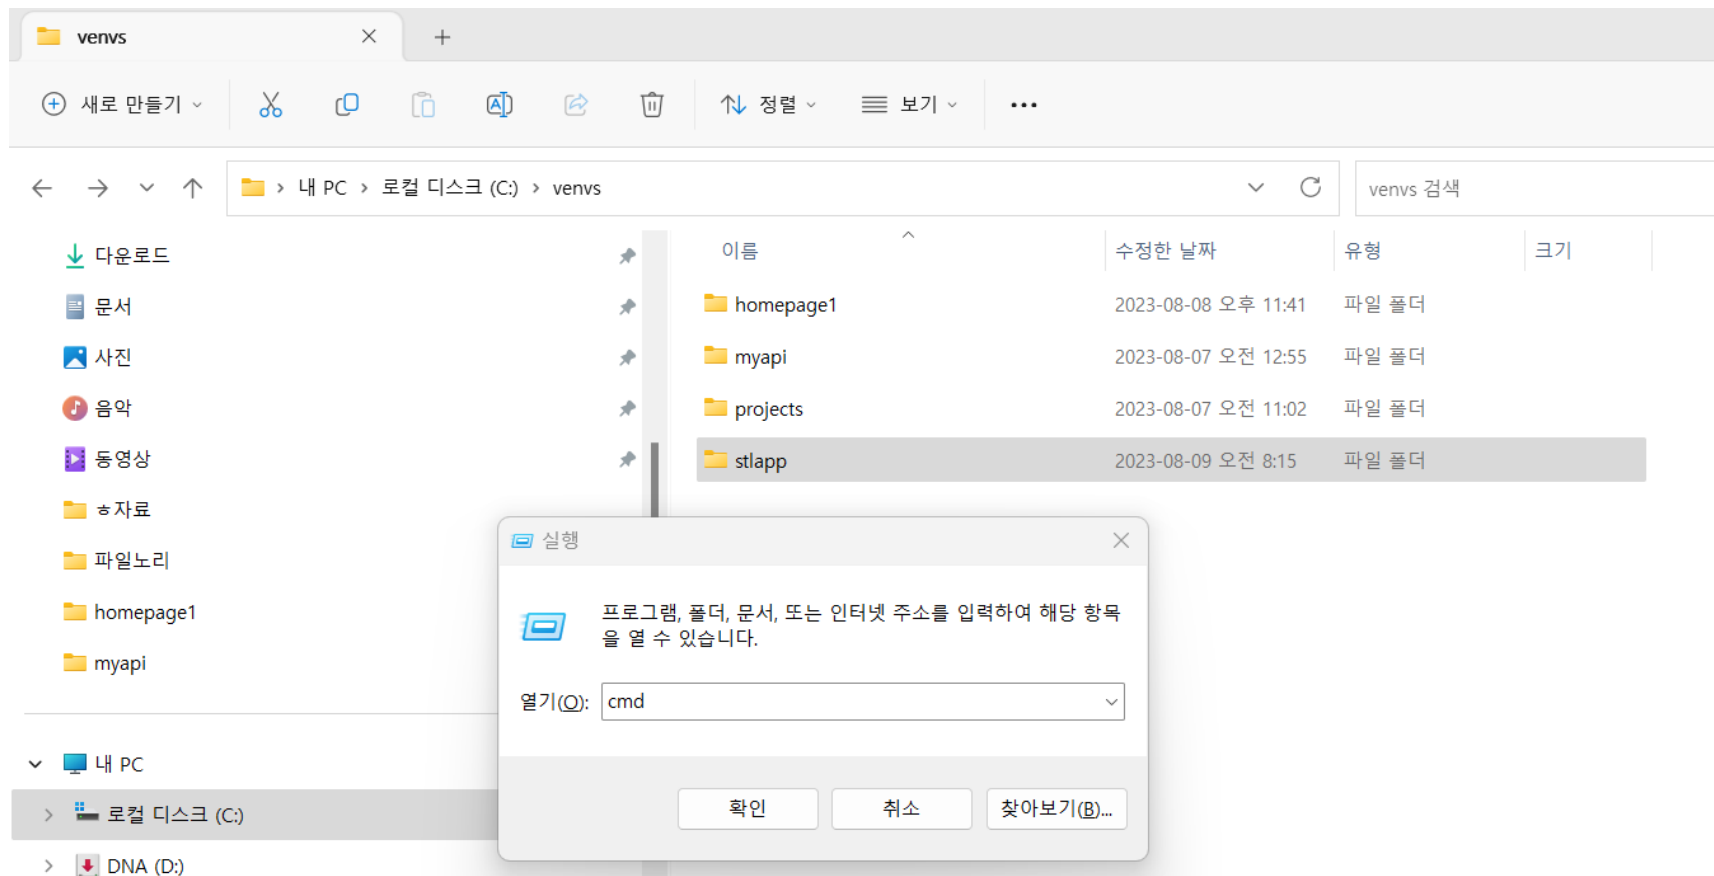 venvs
새로 만들기
정렬
보기
내 PC > 로컬 디스크 (C:) > venvs
venvs 검색
다운로드
문서
사진
음악
동영상
ㅎ자료
파일노리
homepage1
myapi
내 PC
로컬 디스크 (C:)
DNA (D:)
이름 수정한 날짜 유형 크기
homepage1 2023-08-08 오후 11:41 파일 폴더
myapi 2023-08-07 오전 12:55 파일 폴더
projects 2023-08-07 오전 11:02 파일 폴더
stlapp 2023-08-09 오전 8:15 파일 폴더
실행
프로그램, 폴더, 문서, 또는 인터넷 주소를 입력하여 해당 항목
을 열 수 있습니다.
열기(O): cmd
확인 취소 찾아보기(B)...